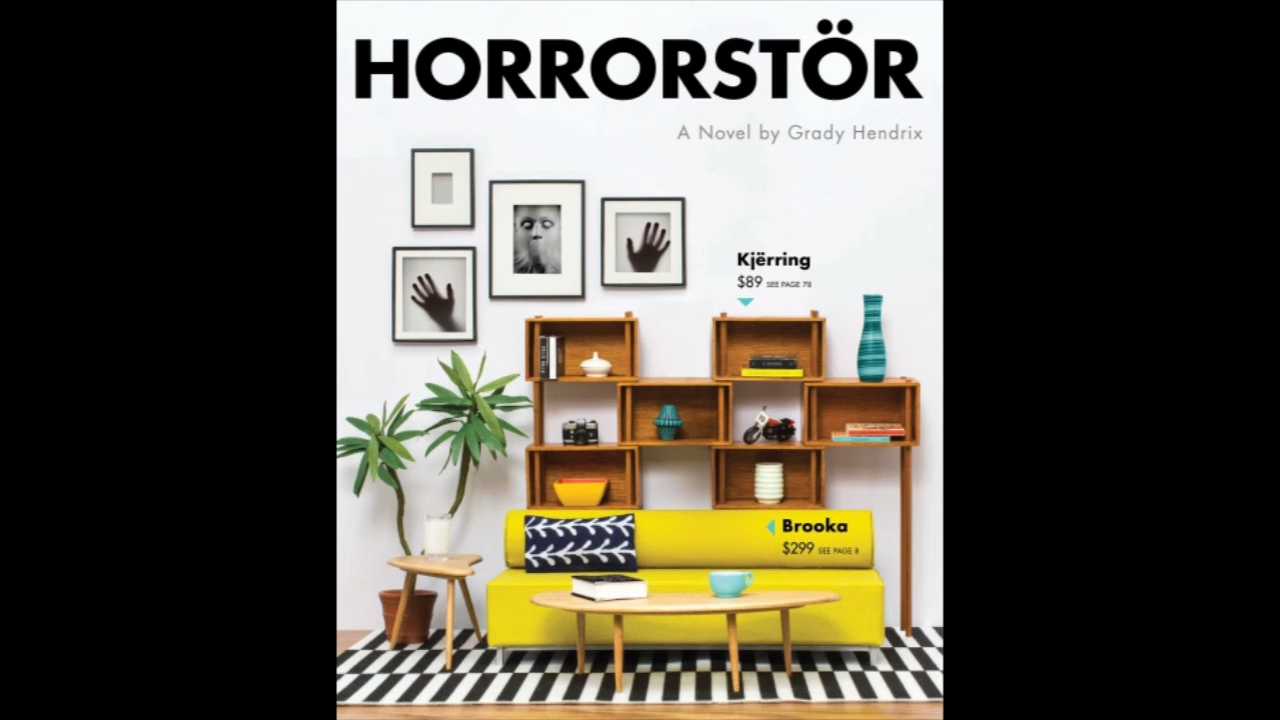 HORRORSTÖR
A Novel by Grady Hendrix
Kjërring
$89 SEE PAGE 78
Brooka
$299 SEE PAGE 8